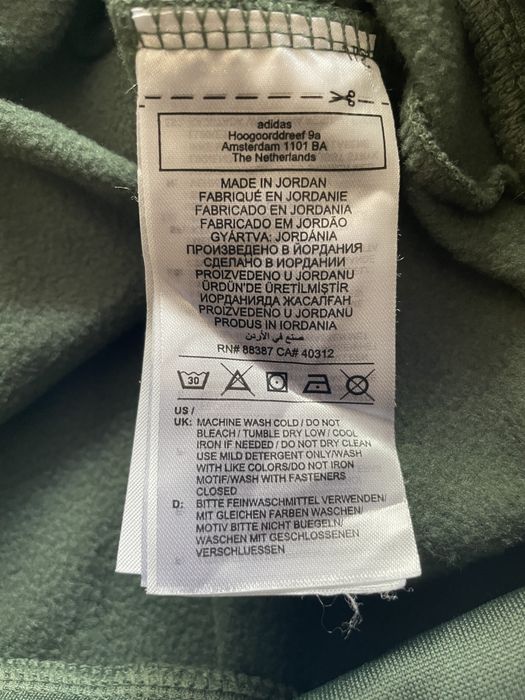 adidas
Hoogoorddreef 9a
Amsterdam 1101 BA
The Netherlands
MADE IN JORDAN
FABRIQUÉ EN JORDANIE
FABRICADO EN JORDANIA
FABRICADO EM JORDÃO
GYÁRTVA: JORDÁNIA
ПРОИЗВЕДЕНО В ЙОРДАНИЯ
СДЕЛАНО В ИОРДАНИИ
PROIZVEDENO U JORDANU
ÜRDÜN'DE ÜRETİLMİŞTİR
ИОРДАНИЯДА ЖАСАЛҒАН
PROIZVEDENO U JORDANU
PRODUS IN IORDANIA
صنع في الأردن
RN# 88387 CA# 40312
30
US /
UK: MACHINE WASH COLD / DO NOT
BLEACH / TUMBLE DRY LOW / COOL
IRON IF NEEDED / DO NOT DRY CLEAN
USE MILD DETERGENT ONLY/WASH
WITH LIKE COLORS/DO NOT IRON
MOTIF/WASH WITH FASTENERS
CLOSED
D: BITTE FEINWASCHMITTEL VERWENDEN/
MIT GLEICHEN FARBEN WASCHEN/
MOTIV BITTE NICHT BUEGELN/
WASCHEN MIT GESCHLOSSENEN
VERSCHLUESSEN